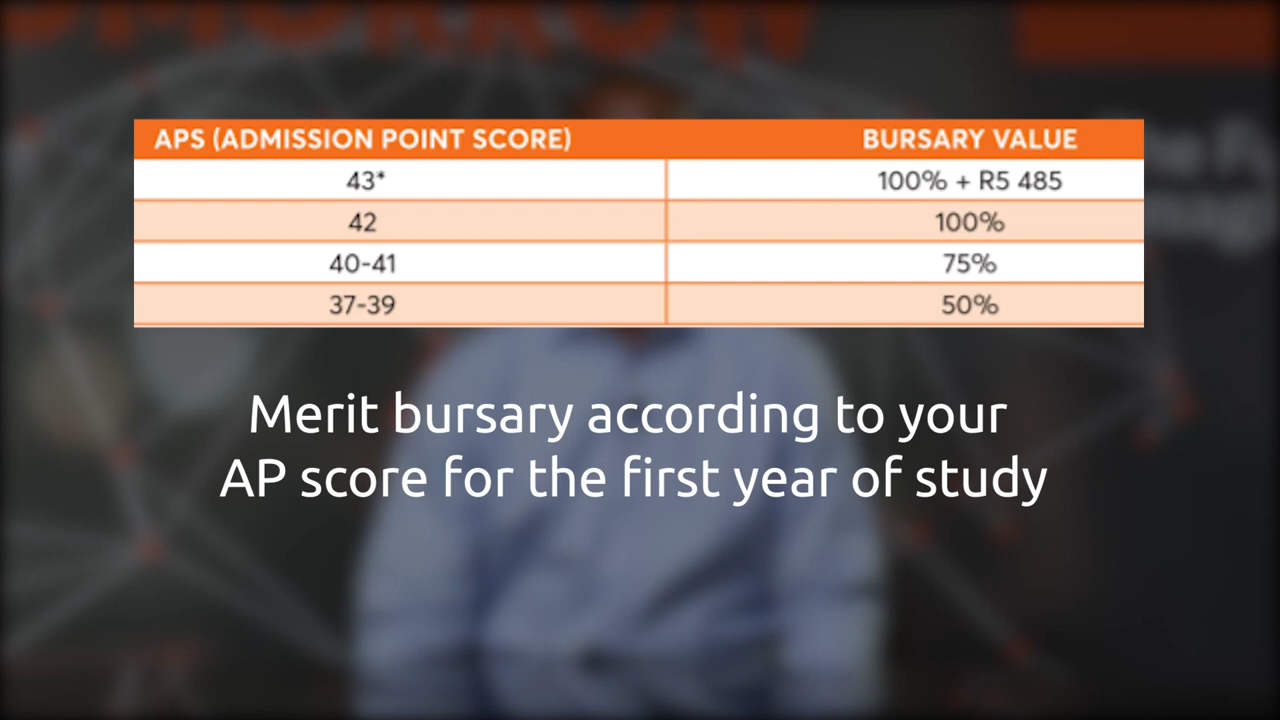 APS (ADMISSION POINT SCORE) BURSARY VALUE
43* 100% + R5 485
42 100%
40-41 75%
37-39 50%
Merit bursary according to your
AP score for the first year of study